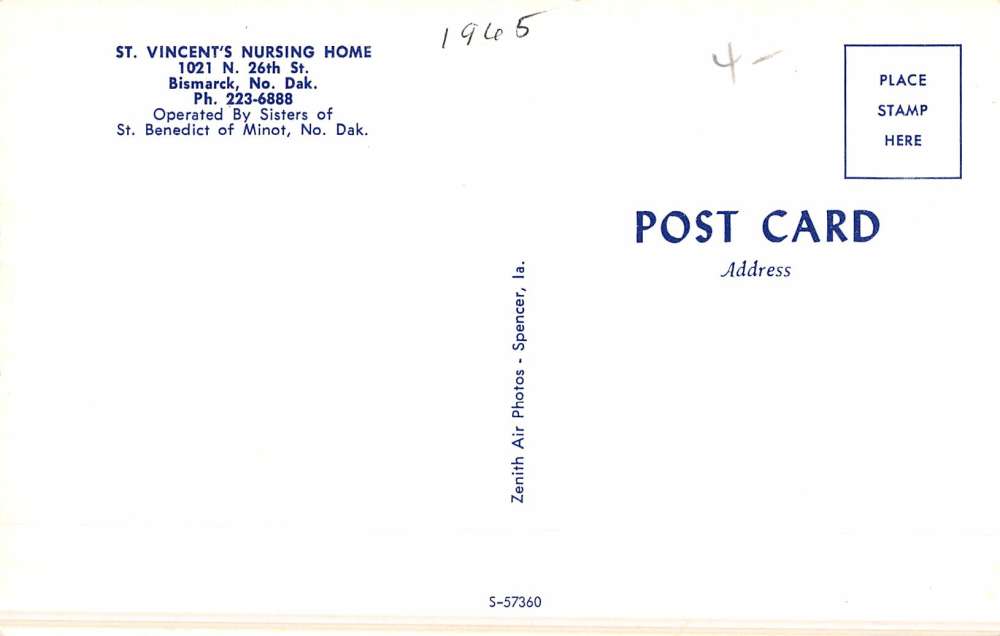 1965
4-
ST. VINCENT'S NURSING HOME
1021 N. 26th St.
Bismarck, No. Dak.
Ph. 223-6888
Operated By Sisters of
St. Benedict of Minot, No. Dak.
PLACE
STAMP
HERE
POST CARD
Address
Zenith Air Photos - Spencer, Ia.
S-57360